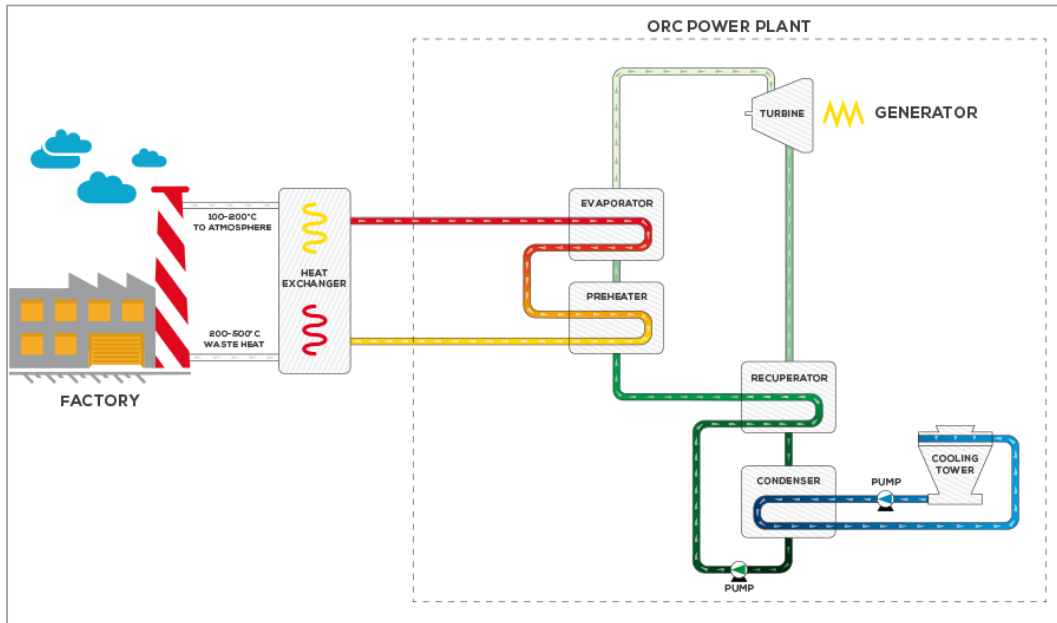 ORC POWER PLANT
TURBINE
GENERATOR
EVAPORATOR
100-200°C
TO ATMOSPHERE
HEAT
EXCHANGER
PREHEATER
200-500°C
WASTE HEAT
FACTORY
RECUPERATOR
COOLING
TOWER
CONDENSER
PUMP
PUMP